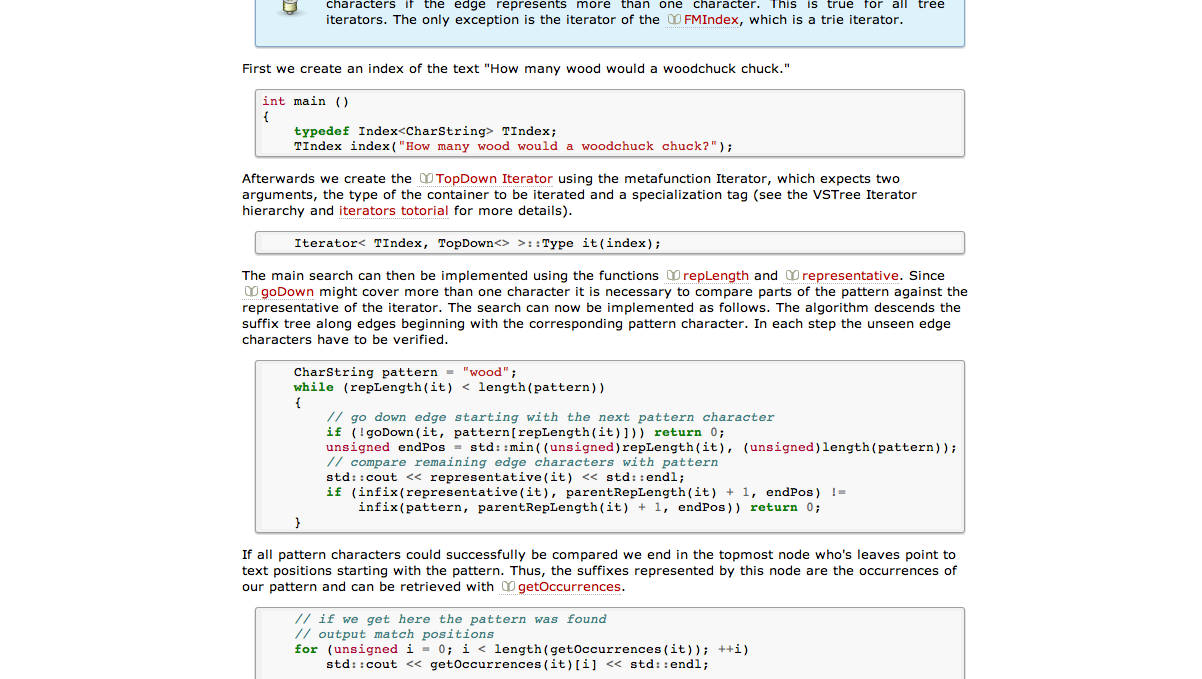 characters if the edge represents more than one character. This is true for all tree
iterators. The only exception is the iterator of the FMIndex, which is a trie iterator.
First we create an index of the text "How many wood would a woodchuck chuck."
int main ()
{
    typedef Index<CharString> TIndex;
    TIndex index("How many wood would a woodchuck chuck?");
Afterwards we create the TopDown Iterator using the metafunction Iterator, which expects two
arguments, the type of the container to be iterated and a specialization tag (see the VSTree Iterator
hierarchy and iterators totorial for more details).
    Iterator< TIndex, TopDown<> >::Type it(index);
The main search can then be implemented using the functions repLength and representative. Since
goDown might cover more than one character it is necessary to compare parts of the pattern against the
representative of the iterator. The search can now be implemented as follows. The algorithm descends the
suffix tree along edges beginning with the corresponding pattern character. In each step the unseen edge
characters have to be verified.
    CharString pattern = "wood";
    while (repLength(it) < length(pattern))
    {
        // go down edge starting with the next pattern character
        if (!goDown(it, pattern[repLength(it)])) return 0;
        unsigned endPos = std::min((unsigned)repLength(it), (unsigned)length(pattern));
        // compare remaining edge characters with pattern
        std::cout << representative(it) << std::endl;
        if (infix(representative(it), parentRepLength(it) + 1, endPos) !=
            infix(pattern, parentRepLength(it) + 1, endPos)) return 0;
    }
If all pattern characters could successfully be compared we end in the topmost node who's leaves point to
text positions starting with the pattern. Thus, the suffixes represented by this node are the occurrences of
our pattern and can be retrieved with getOccurrences.
    // if we get here the pattern was found
    // output match positions
    for (unsigned i = 0; i < length(getOccurrences(it)); ++i)
        std::cout << getOccurrences(it)[i] << std::endl;